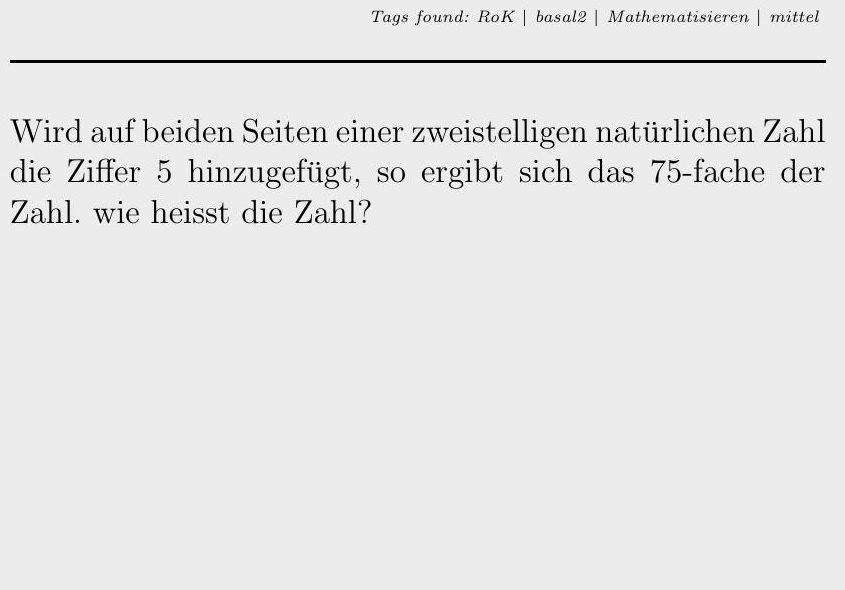 Tags found: RoK | basal2 | Mathematisieren | mittel
Wird auf beiden Seiten einer zweistelligen natürlichen Zahl
die Ziffer 5 hinzugefügt, so ergibt sich das 75-fache der
Zahl. wie heisst die Zahl?